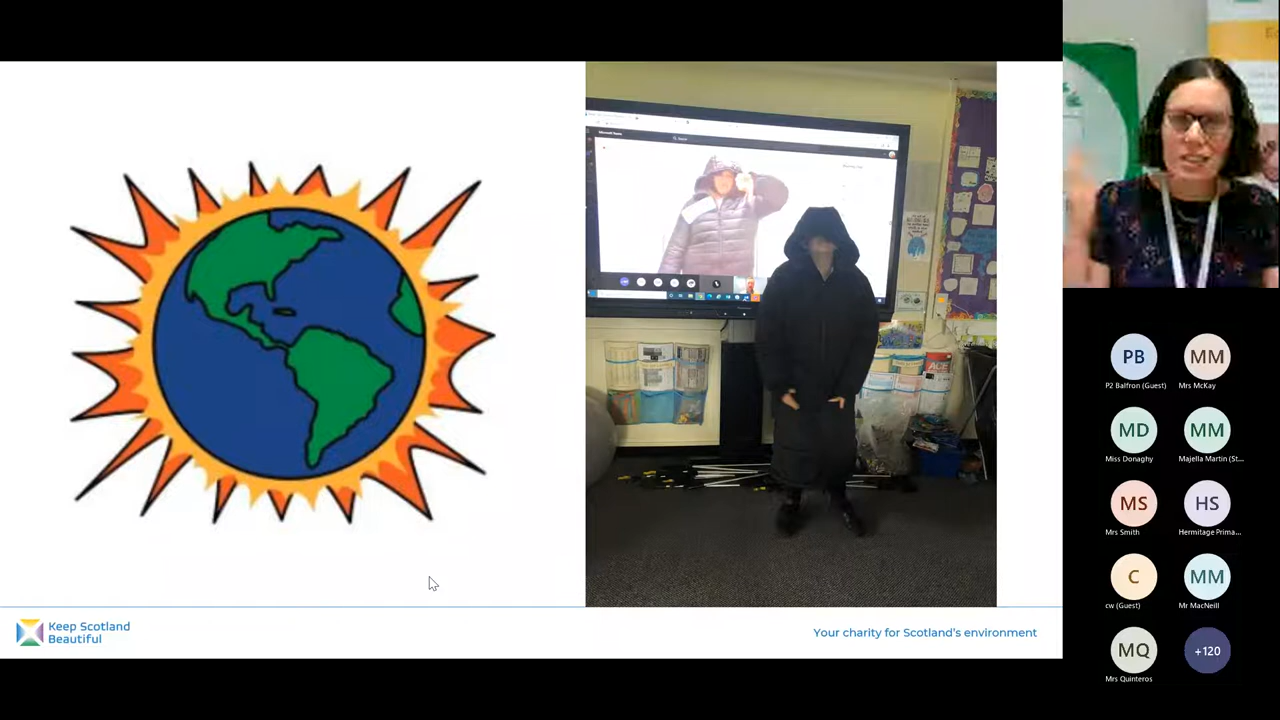 Keep Scotland
Beautiful
Your charity for Scotland's environment
PB
P2 Balfron (Guest)
MM
Mrs McKay
MD
Miss Donaghy
MM
Majella Martin (St...
MS
Mrs Smith
HS
Hermitage Prima...
C
cw (Guest)
MM
Mr MacNeill
MQ
Mrs Quinteros
+120